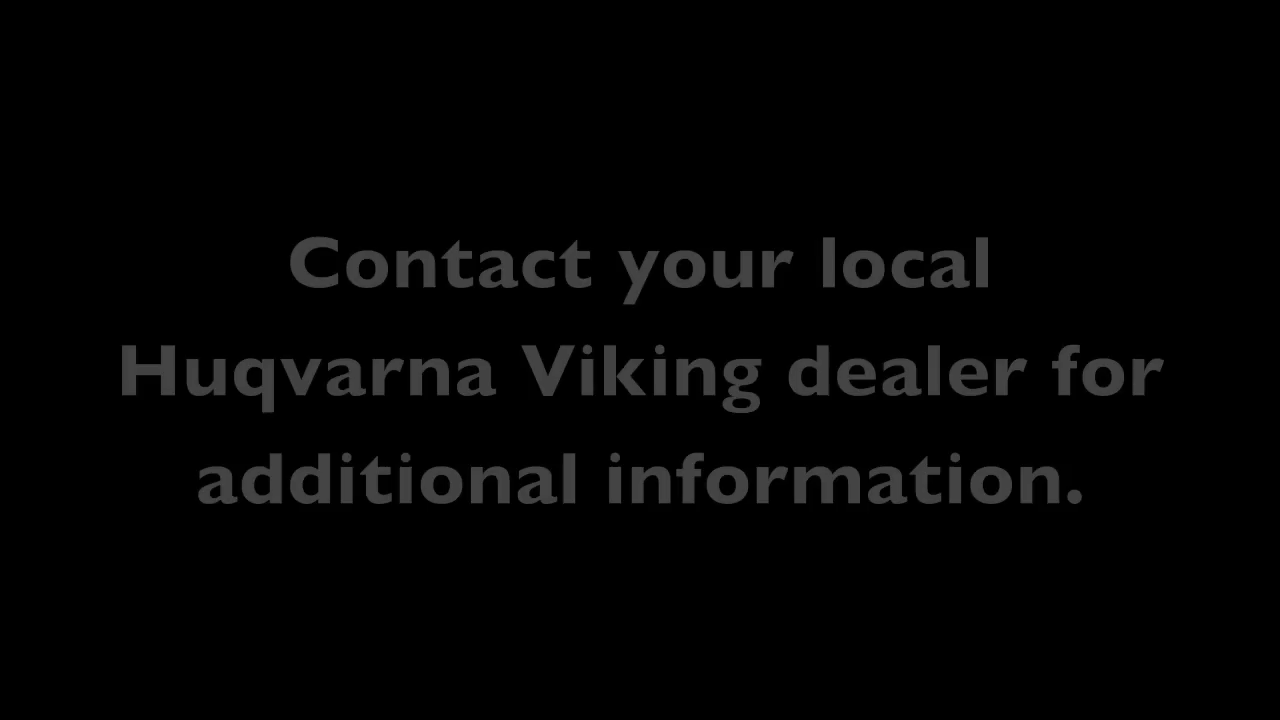 Contact your local
Huqvarna Viking dealer for
additional information.